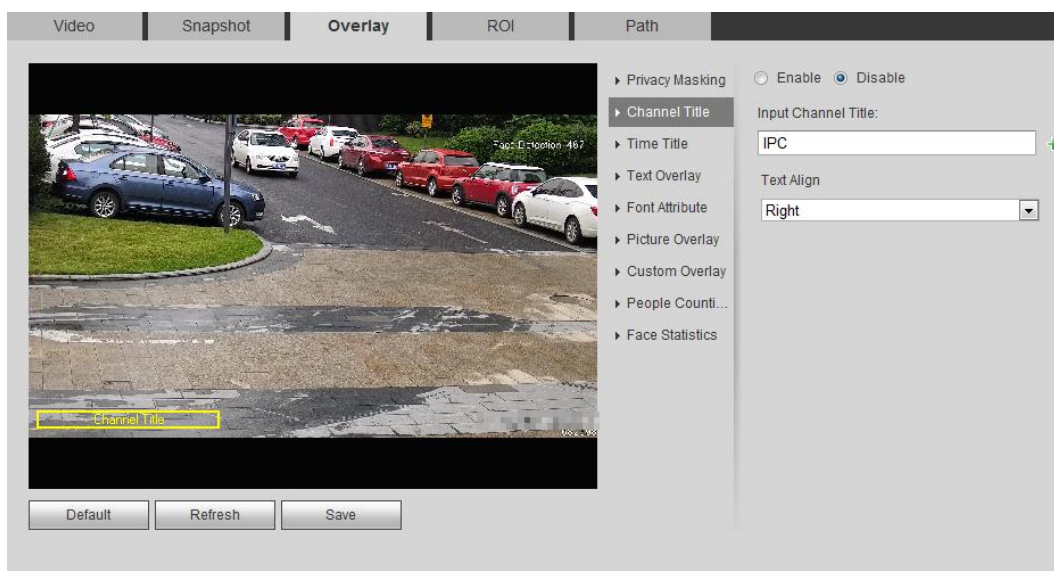 Video Snapshot Overlay ROI Path
Privacy Masking
Channel Title
Time Title
Text Overlay
Font Attribute
Picture Overlay
Custom Overlay
People Counti...
Face Statistics
Enable Disable
Input Channel Title:
IPC
Text Align
Right
Face Detection 467
Channel Title
Default Refresh Save